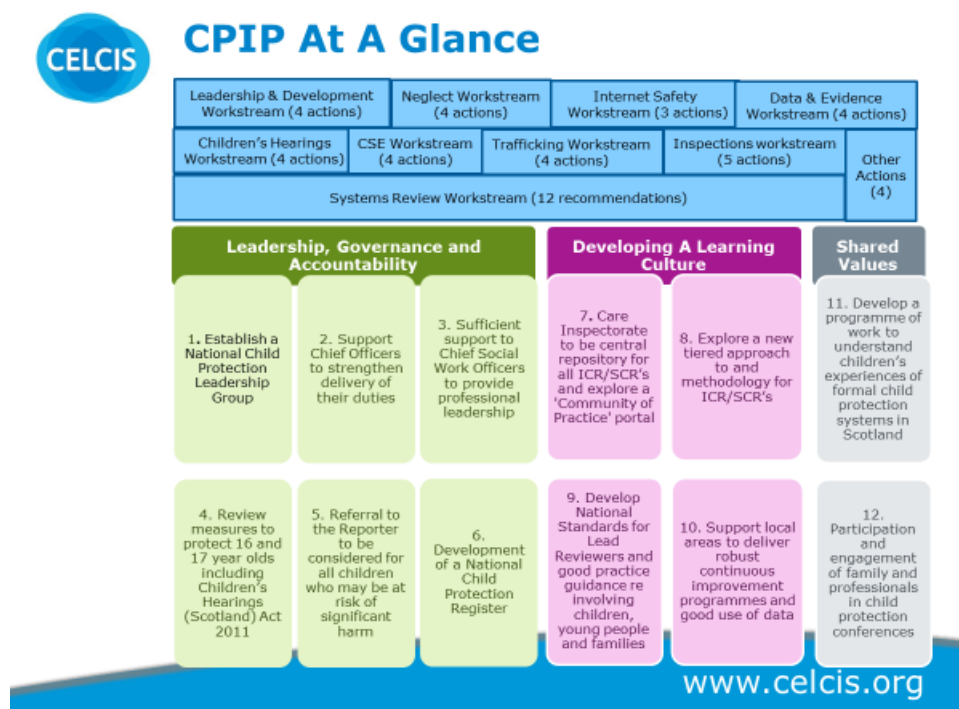 CELCIS
CPIP At A Glance
Leadership & Development
Workstream (4 actions)
Neglect Workstream
(4 actions)
Internet Safety
Workstream (3 actions)
Data & Evidence
Workstream (4 actions)
Children's Hearings
Workstream (4 actions)
CSE Workstream
(4 actions)
Trafficking Workstream
(4 actions)
Inspections workstream
(5 actions)
Other
Actions
(4)
Systems Review Workstream (12 recommendations)
Leadership, Governance and
Accountability
Developing A Learning
Culture
Shared
Values
1. Establish a
National Child
Protection
Leadership
Group
2. Support
Chief Officers
to strengthen
delivery of
their duties
3. Sufficient
support to
Chief Social
Work Officers
to provide
professional
leadership
7. Care
Inspectorate
to be central
repository for
all ICR/SCR's
and explore a
'Community of
Practice' portal
8. Explore a new
tiered approach
to and
methodology for
ICR/SCR's
11. Develop a
programme of
work to
understand
children's
experiences of
formal child
protection
systems in
Scotland
4. Review
measures to
protect 16 and
17 year olds
including
Children's
Hearings
(Scotland) Act
2011
5. Referral to
the Reporter
to be
considered for
all children
who may be at
risk of
significant
harm
6.
Development
of a National
Child
Protection
Register
9. Develop
National
Standards for
Lead
Reviewers and
good practice
guidance re
involving
children,
young people
and families
10. Support local
areas to deliver
robust
continuous
improvement
programmes and
good use of data
12.
Participation
and
engagement
of family and
professionals
in child
protection
conferences
www.celcis.org